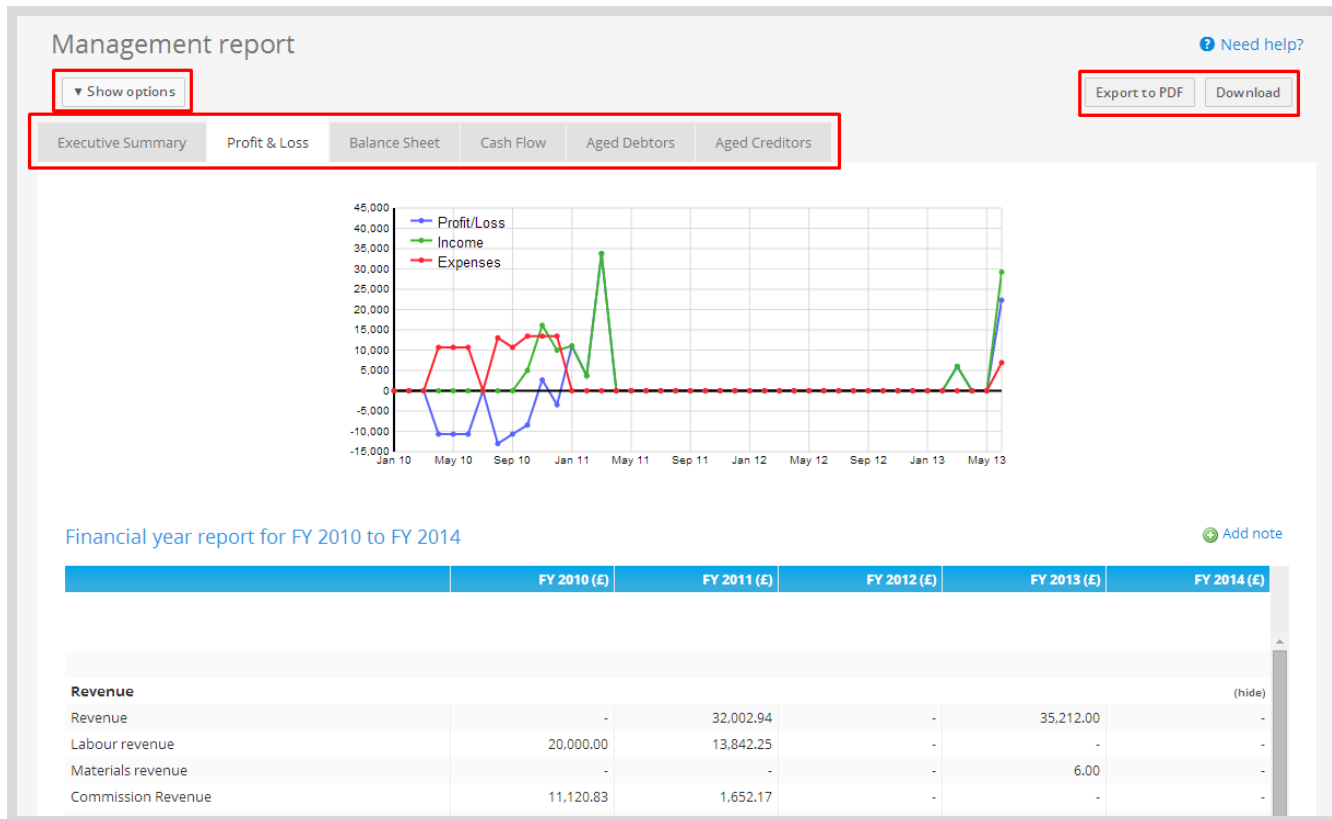 Management report
Need help?
▼ Show options
Export to PDF Download
Executive Summary Profit & Loss Balance Sheet Cash Flow Aged Debtors Aged Creditors
45,000
40,000
35,000
30,000
25,000
20,000
15,000
10,000
5,000
0
-5,000
-10,000
-15,000
Profit/Loss
Income
Expenses
Jan 10 May 10 Sep 10 Jan 11 May 11 Sep 11 Jan 12 May 12 Sep 12 Jan 13 May 13
Financial year report for FY 2010 to FY 2014
Add note
FY 2010 (£) FY 2011 (£) FY 2012 (£) FY 2013 (£) FY 2014 (£)
Revenue (hide)
Revenue - 32,002.94 - 35,212.00 -
Labour revenue 20,000.00 13,842.25 - - -
Materials revenue - - - 6.00 -
Commission Revenue 11,120.83 1,652.17 - - -